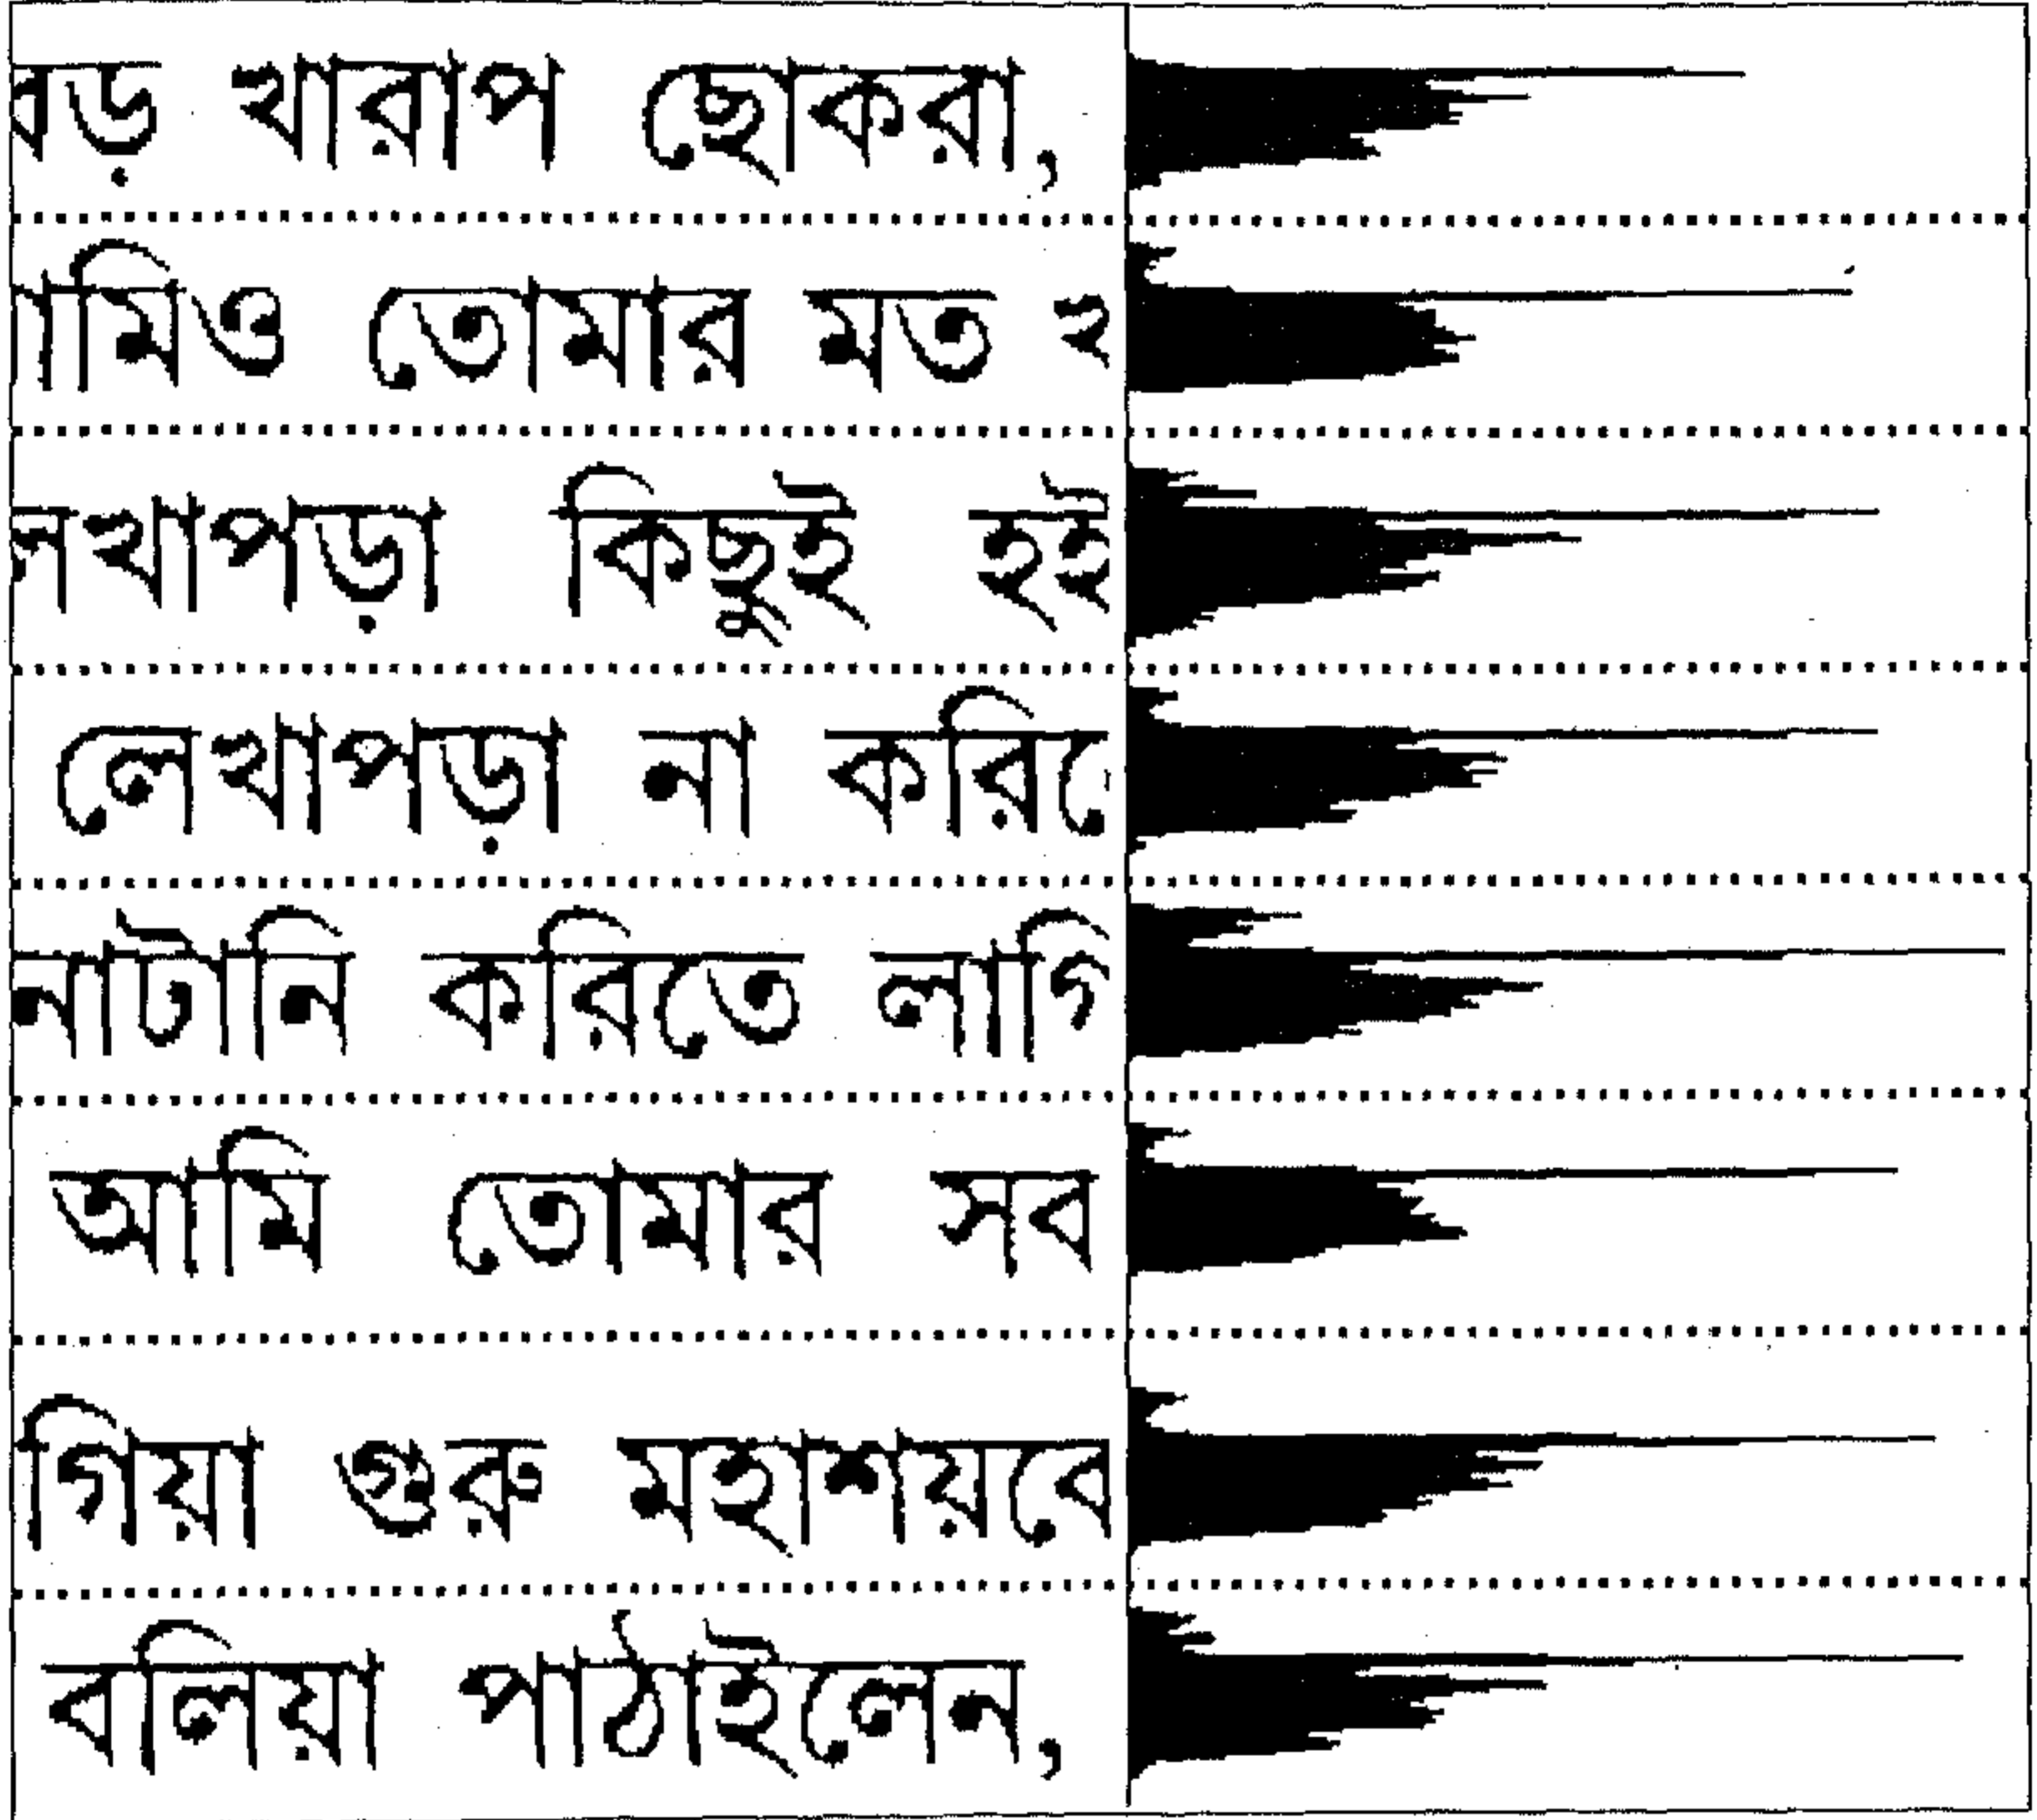 বড় খারাপ ছোকরা,
ামিও তোমার মত
লেখাপড়া কিছুই হই
লেখাপড়া না করিে
নাটানি করিতে লাগি
আমি তোমার সব
গিয়া গুরু মহাশয়বে
বলিয়া পাঠাইলেন,